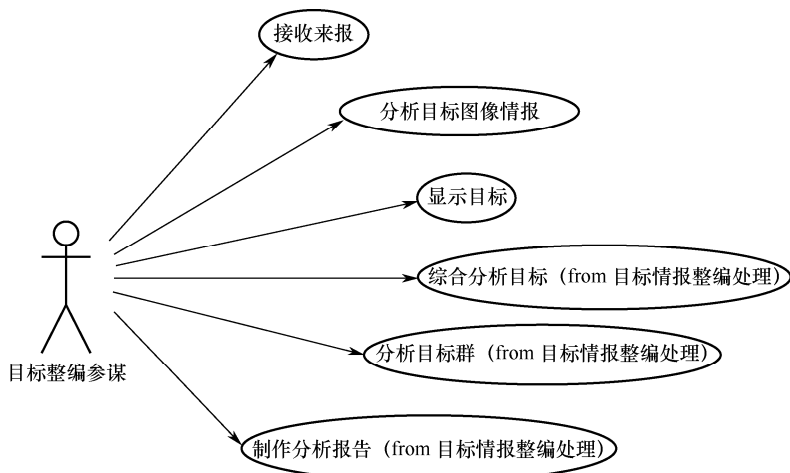 接收来报
分析目标图像情报
显示目标
综合分析目标（from 目标情报整编处理）
分析目标群（from 目标情报整编处理）
目标整编参谋
制作分析报告（from 目标情报整编处理）